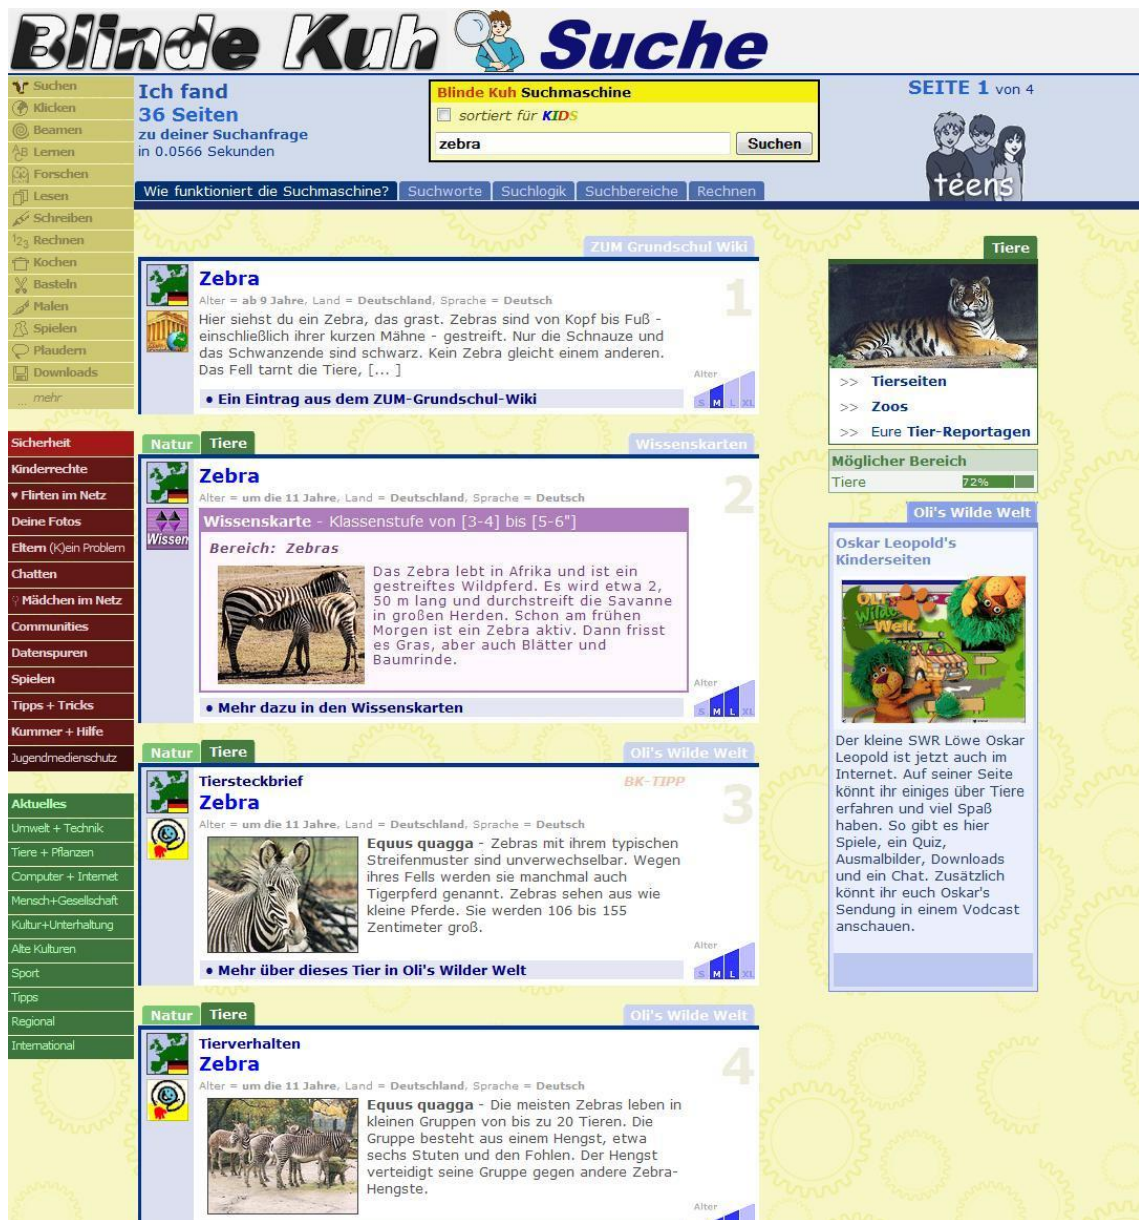 Blinde Kuh Suche
Suchen
Klicken
Beamen
Lernen
Forschen
Lesen
Schreiben
Rechnen
Kochen
Basteln
Malen
Spielen
Plaudern
Downloads
... mehr
Sicherheit
Kinderrechte
♥ Flirten im Netz
Deine Fotos
Eltern (K)ein Problem
Chatten
♀ Mädchen im Netz
Communities
Datenspuren
Spielen
Tipps + Tricks
Kummer + Hilfe
Jugendmedienschutz
Aktuelles
Umwelt + Technik
Tiere + Pflanzen
Computer + Internet
Mensch+Gesellschaft
Kultur+Unterhaltung
Alte Kulturen
Sport
Tipps
Regional
International
Ich fand
36 Seiten
zu deiner Suchanfrage
in 0.0566 Sekunden
Blinde Kuh Suchmaschine
sortiert für KIDS
zebra Suchen
SEITE 1 von 4
teens
Wie funktioniert die Suchmaschine? Suchworte Suchlogik Suchbereiche Rechnen
ZUM Grundschul Wiki
Zebra
1
Alter = ab 9 Jahre, Land = Deutschland, Sprache = Deutsch
Hier siehst du ein Zebra, das grast. Zebras sind von Kopf bis Fuß -
einschließlich ihrer kurzen Mähne - gestreift. Nur die Schnauze und
das Schwanzende sind schwarz. Kein Zebra gleicht einem anderen.
Das Fell tarnt die Tiere, [... ]
Alter
S M L XL
• Ein Eintrag aus dem ZUM-Grundschul-Wiki
Natur Tiere Wissenskarten
Zebra
2
Alter = um die 11 Jahre, Land = Deutschland, Sprache = Deutsch
Wissen
Wissenskarte - Klassenstufe von [3-4] bis [5-6"]
Bereich: Zebras
Das Zebra lebt in Afrika und ist ein
gestreiftes Wildpferd. Es wird etwa 2,
50 m lang und durchstreift die Savanne
in großen Herden. Schon am frühen
Morgen ist ein Zebra aktiv. Dann frisst
es Gras, aber auch Blätter und
Baumrinde.
Alter
S M L XL
• Mehr dazu in den Wissenskarten
Natur Tiere Oli's Wilde Welt
Tiersteckbrief BK-TIPP
Zebra
3
Alter = um die 11 Jahre, Land = Deutschland, Sprache = Deutsch
Equus quagga - Zebras mit ihrem typischen
Streifenmuster sind unverwechselbar. Wegen
ihres Fells werden sie manchmal auch
Tigerpferd genannt. Zebras sehen aus wie
kleine Pferde. Sie werden 106 bis 155
Zentimeter groß.
Alter
S M L XL
• Mehr über dieses Tier in Oli's Wilder Welt
Natur Tiere Oli's Wilde Welt
Tierverhalten
Zebra
4
Alter = um die 11 Jahre, Land = Deutschland, Sprache = Deutsch
Equus quagga - Die meisten Zebras leben in
kleinen Gruppen von bis zu 20 Tieren. Die
Gruppe besteht aus einem Hengst, etwa
sechs Stuten und den Fohlen. Der Hengst
verteidigt seine Gruppe gegen andere Zebra-
Hengste.
Alter
Tiere
>> Tierseiten
>> Zoos
>> Eure Tier-Reportagen
Möglicher Bereich
Tiere 72%
Oli's Wilde Welt
Oskar Leopold's
Kinderseiten
OLI's
Wilde
Welt
Der kleine SWR Löwe Oskar
Leopold ist jetzt auch im
Internet. Auf seiner Seite
könnt ihr einiges über Tiere
erfahren und viel Spaß
haben. So gibt es hier
Spiele, ein Quiz,
Ausmalbilder, Downloads
und ein Chat. Zusätzlich
könnt ihr euch Oskar's
Sendung in einem Vodcast
anschauen.